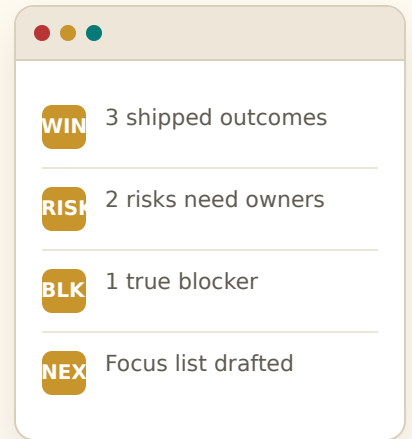 WIN
3 shipped outcomes
RISK
2 risks need owners
BLK
1 true blocker
NEX
Focus list drafted